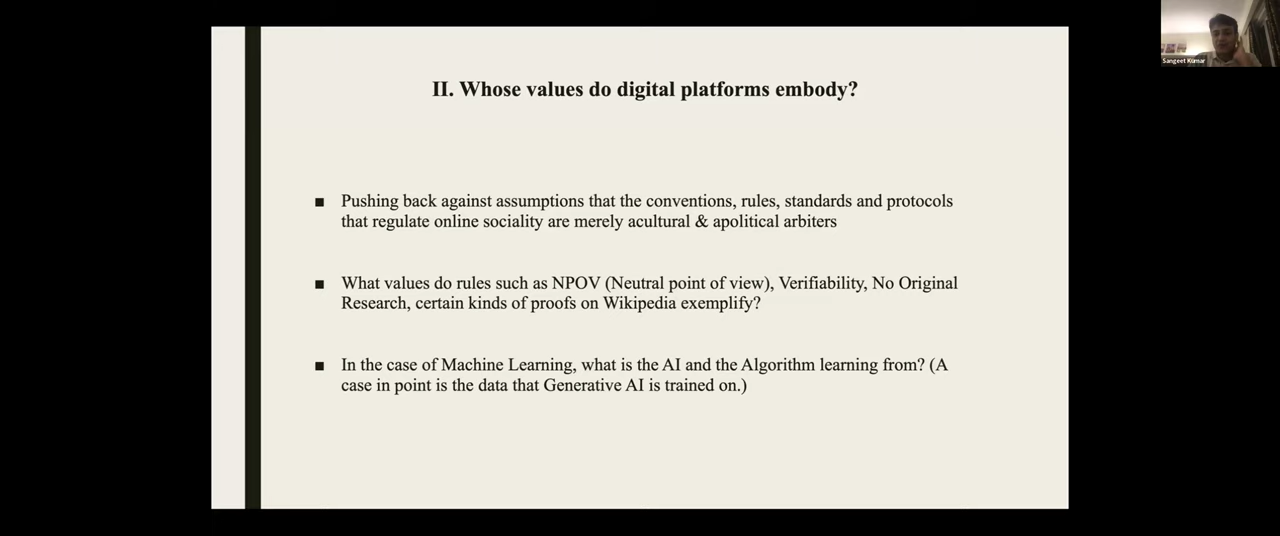 II. Whose values do digital platforms embody?
■ Pushing back against assumptions that the conventions, rules, standards and protocols
that regulate online sociality are merely acultural & apolitical arbiters
■ What values do rules such as NPOV (Neutral point of view), Verifiability, No Original
Research, certain kinds of proofs on Wikipedia exemplify?
■ In the case of Machine Learning, what is the AI and the Algorithm learning from? (A
case in point is the data that Generative AI is trained on.)
Sangeet Kumar